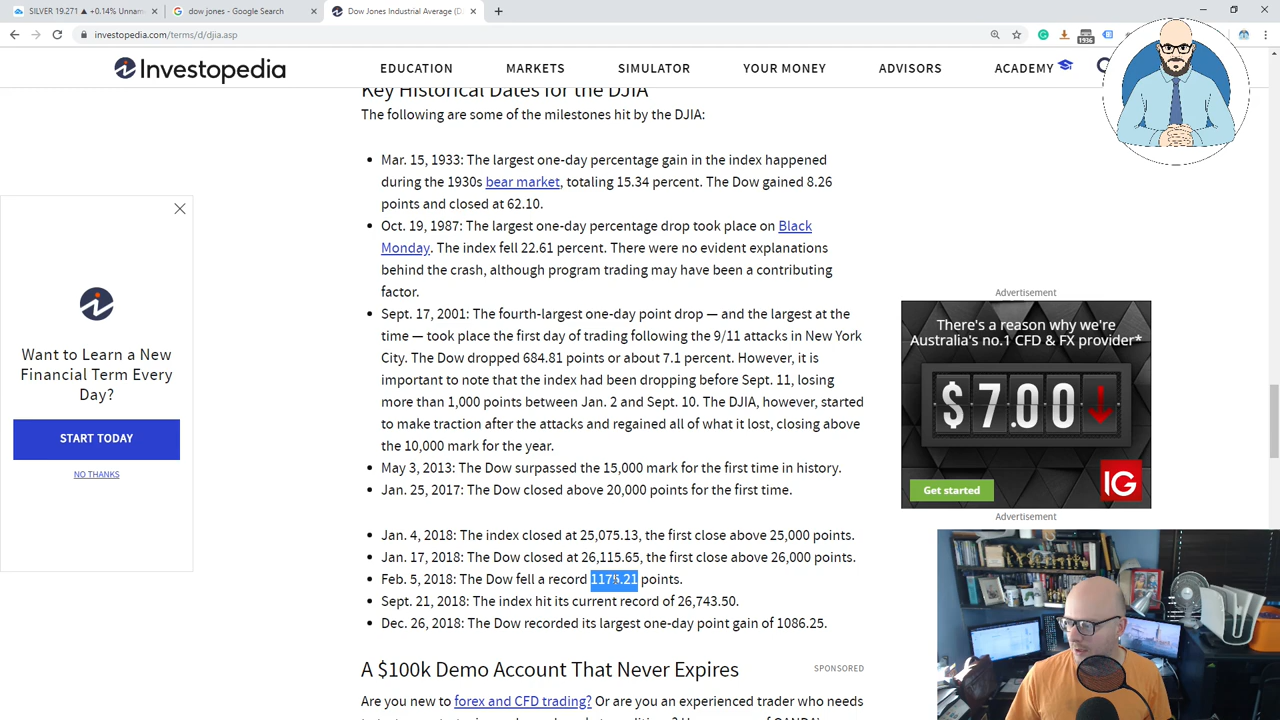 SILVER 19.271 ▲ +0.14% Unnam
dow jones - Google Search
Dow Jones Industrial Average (D
investopedia.com/terms/d/djia.asp
1936
Investopedia
EDUCATION
MARKETS
SIMULATOR
YOUR MONEY
ADVISORS
ACADEMY
Key Historical Dates for the DJIA
The following are some of the milestones hit by the DJIA:
Mar. 15, 1933: The largest one-day percentage gain in the index happened
during the 1930s bear market, totaling 15.34 percent. The Dow gained 8.26
points and closed at 62.10.
Oct. 19, 1987: The largest one-day percentage drop took place on Black
Monday. The index fell 22.61 percent. There were no evident explanations
behind the crash, although program trading may have been a contributing
factor.
Sept. 17, 2001: The fourth-largest one-day point drop — and the largest at the
time — took place the first day of trading following the 9/11 attacks in New York
City. The Dow dropped 684.81 points or about 7.1 percent. However, it is
important to note that the index had been dropping before Sept. 11, losing
more than 1,000 points between Jan. 2 and Sept. 10. The DJIA, however, started
to make traction after the attacks and regained all of what it lost, closing above
the 10,000 mark for the year.
May 3, 2013: The Dow surpassed the 15,000 mark for the first time in history.
Jan. 25, 2017: The Dow closed above 20,000 points for the first time.
Jan. 4, 2018: The index closed at 25,075.13, the first close above 25,000 points.
Jan. 17, 2018: The Dow closed at 26,115.65, the first close above 26,000 points.
Feb. 5, 2018: The Dow fell a record 1175.21 points.
Sept. 21, 2018: The index hit its current record of 26,743.50.
Dec. 26, 2018: The Dow recorded its largest one-day point gain of 1086.25.
A $100k Demo Account That Never Expires
SPONSORED
Are you new to forex and CFD trading? Or are you an experienced trader who needs
Want to Learn a New
Financial Term Every
Day?
START TODAY
NO THANKS
Advertisement
There's a reason why we're
Australia's no.1 CFD & FX provider*
$7.00
Get started
IG
Advertisement